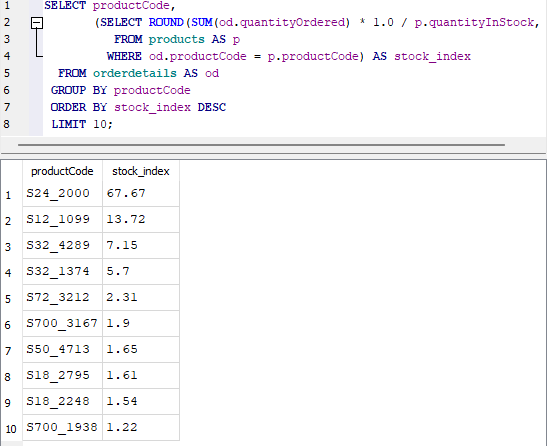 1 SELECT productCode,
2 (SELECT ROUND(SUM(od.quantityOrdered) * 1.0 / p.quantityInStock,
3 FROM products AS p
4 WHERE od.productCode = p.productCode) AS stock_index
5 FROM orderdetails AS od
6 GROUP BY productCode
7 ORDER BY stock_index DESC
8 LIMIT 10;
productCode stock_index
1 S24_2000 67.67
2 S12_1099 13.72
3 S32_4289 7.15
4 S32_1374 5.7
5 S72_3212 2.31
6 S700_3167 1.9
7 S50_4713 1.65
8 S18_2795 1.61
9 S18_2248 1.54
10 S700_1938 1.22